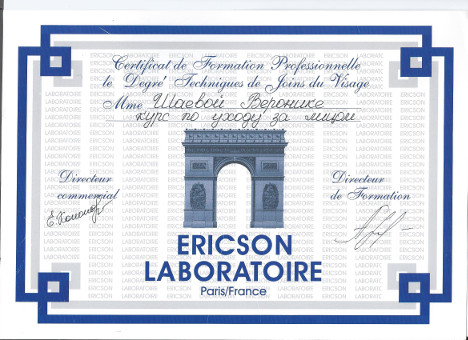 Certificat de Formation Professionnelle
le Degré Techniques de Soins du Visage
Mme Шаевой Веронике
курс по уходу за лицом
Directeur commercial
Directeur de Formation
ERICSON
LABORATOIRE
Paris/France